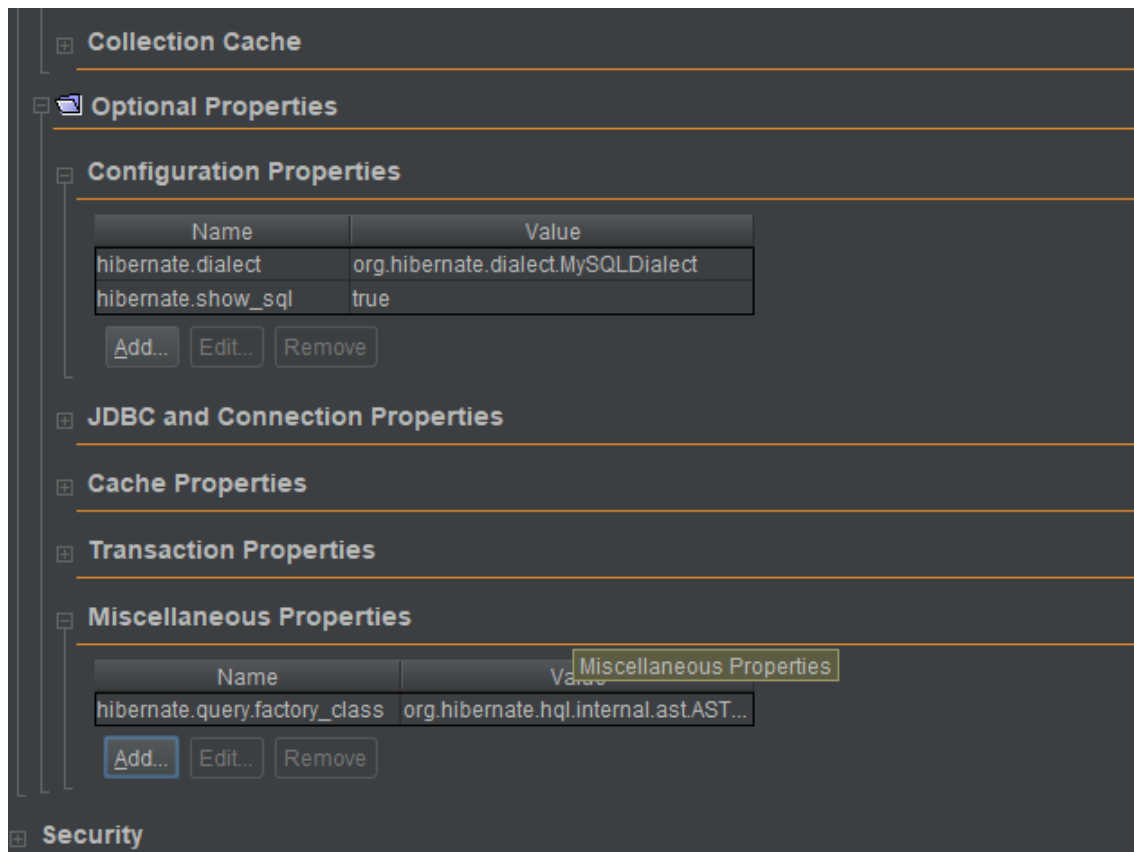 Collection Cache
Optional Properties
Configuration Properties
Name Value
hibernate.dialect org.hibernate.dialect.MySQLDialect
hibernate.show_sql true
Add... Edit... Remove
JDBC and Connection Properties
Cache Properties
Transaction Properties
Miscellaneous Properties
Miscellaneous Properties
Name
hibernate.query.factory_class org.hibernate.hql.internal.ast.AST...
Add... Edit... Remove
Security